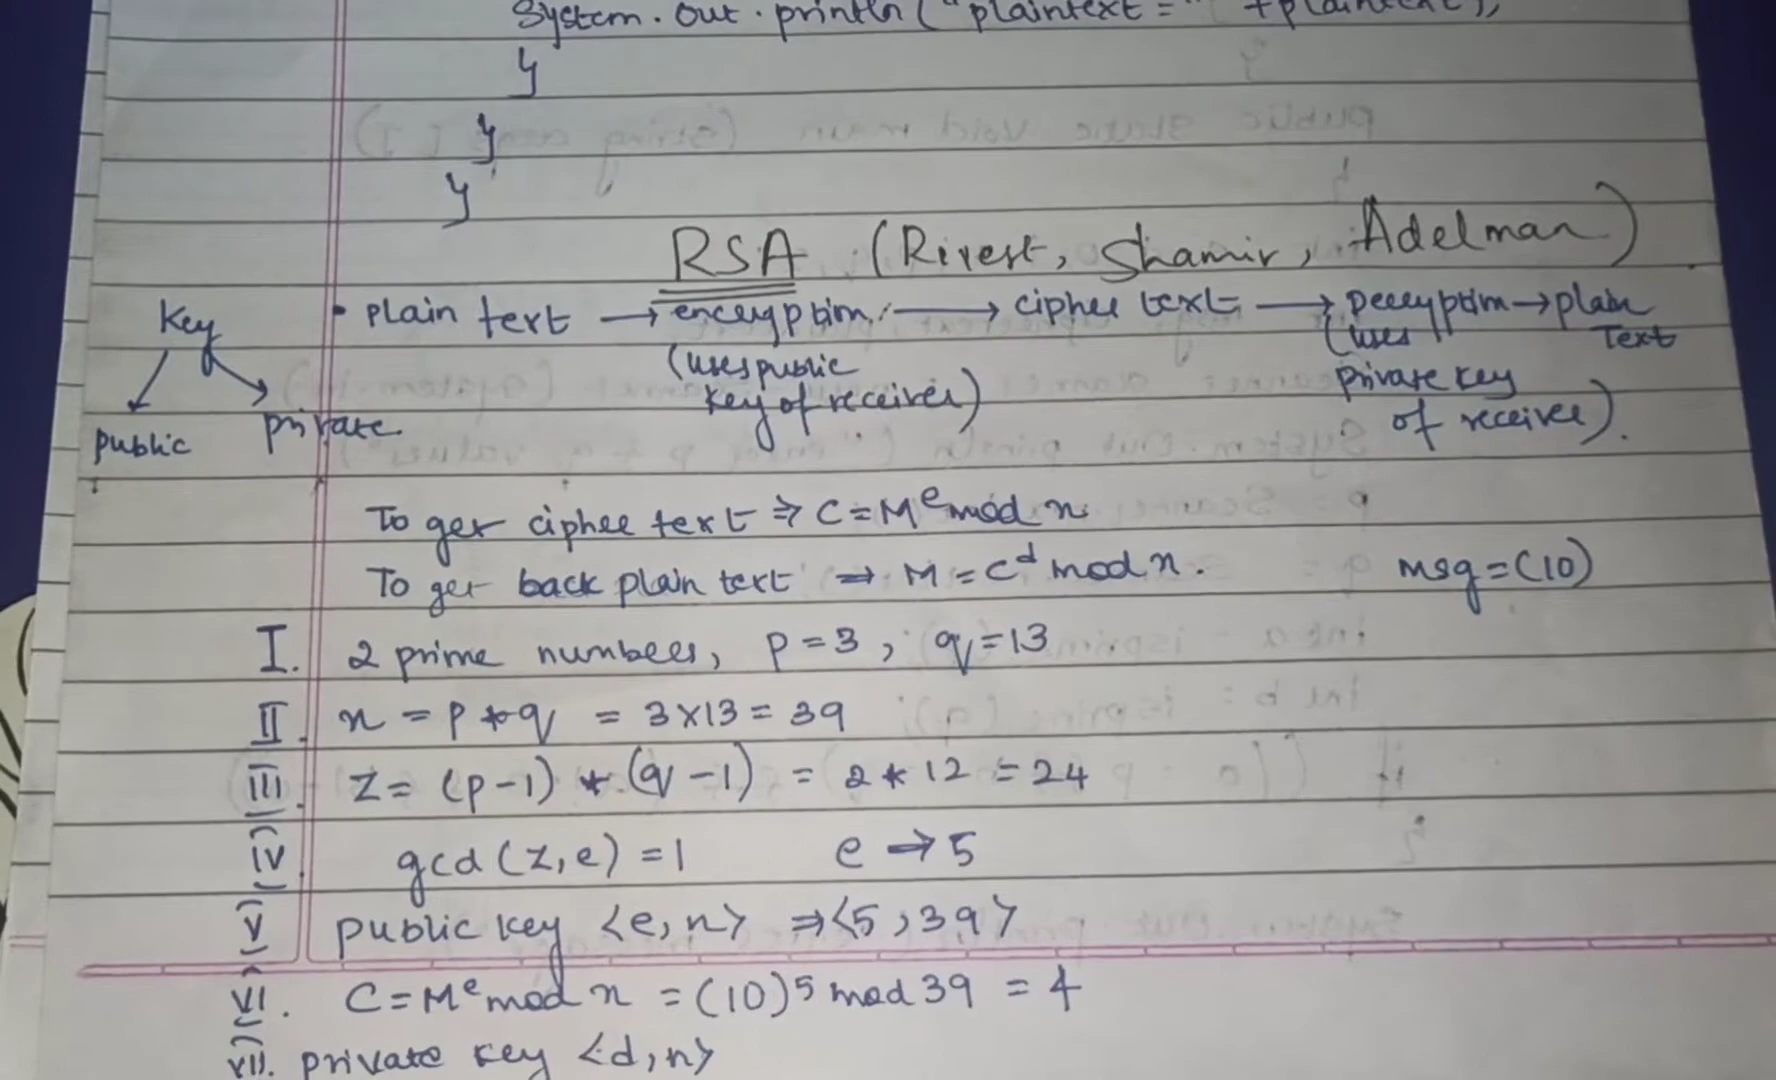 System.out.println("plaintext = " + plaintext);
}
}
}
RSA (Rivest, Shamir, Adelman)
Key
public
private
• plain text → encryption → cipher text → Decryption → plain Text
(uses public key of receiver)
(uses private key of receiver).
To get cipher text ⇒ C = M^e mod n
To get back plain text ⇒ M = C^d mod n.
msg = (10)
I. 2 prime numbers, p = 3, q = 13
II. n = p * q = 3 x 13 = 39
III. Z = (p-1) * (q-1) = 2 * 12 = 24
IV gcd (z, e) = 1 e → 5
V public key <e, n> ⇒ <5, 39>
VI. C = M^e mod n = (10)^5 mod 39 = 4
VII. private key <d, n>